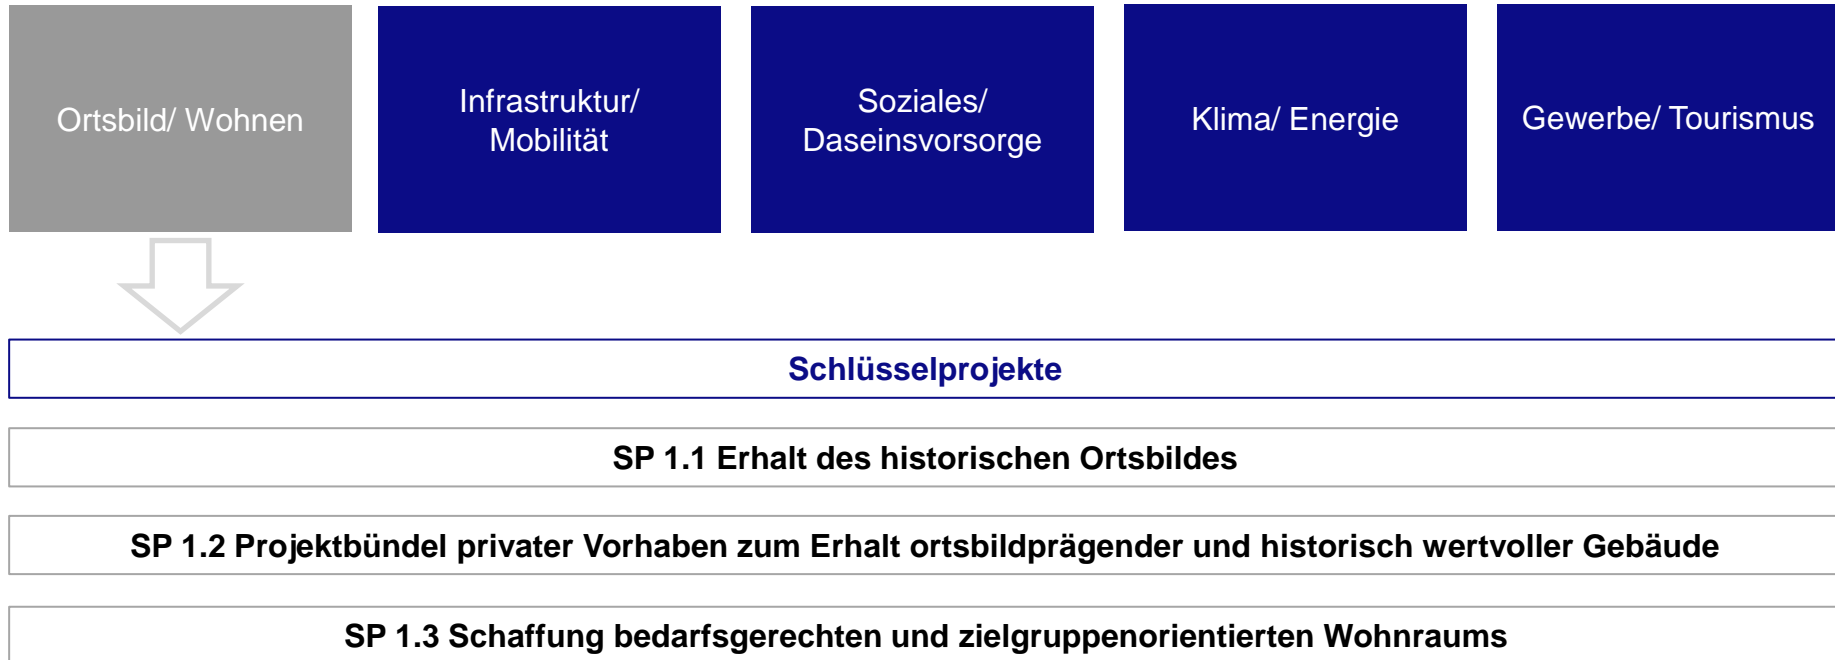 Ortsbild/ Wohnen
Infrastruktur/
Mobilität
Soziales/
Daseinsvorsorge
Klima/ Energie
Gewerbe/ Tourismus
Schlüsselprojekte
SP 1.1 Erhalt des historischen Ortsbildes
SP 1.2 Projektbündel privater Vorhaben zum Erhalt ortsbildprägender und historisch wertvoller Gebäude
SP 1.3 Schaffung bedarfsgerechten und zielgruppenorientierten Wohnraums